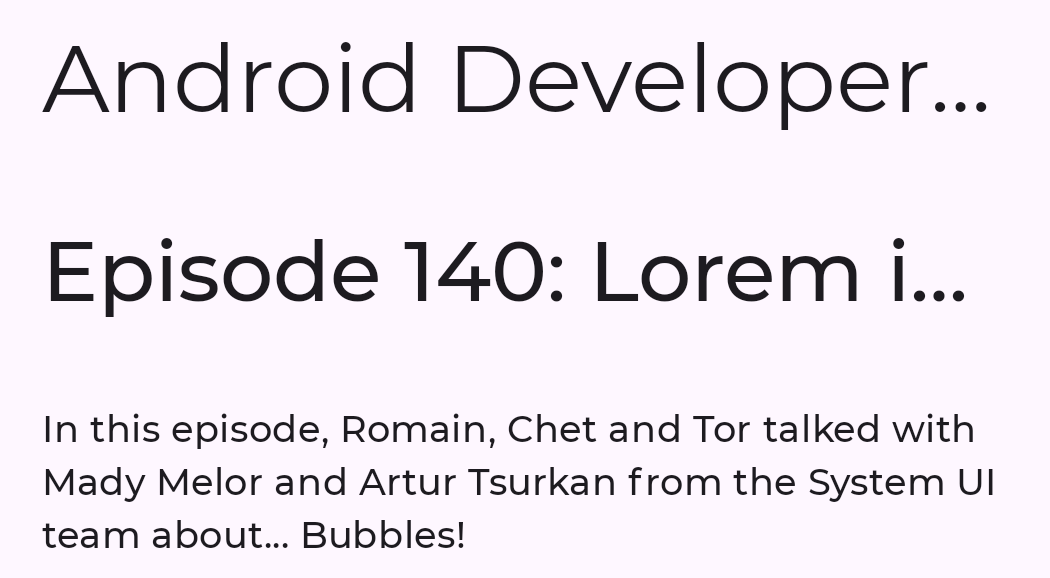 Android Developer...
Episode 140: Lorem i...
In this episode, Romain, Chet and Tor talked with
Mady Melor and Artur Tsurkan from the System UI
team about... Bubbles!